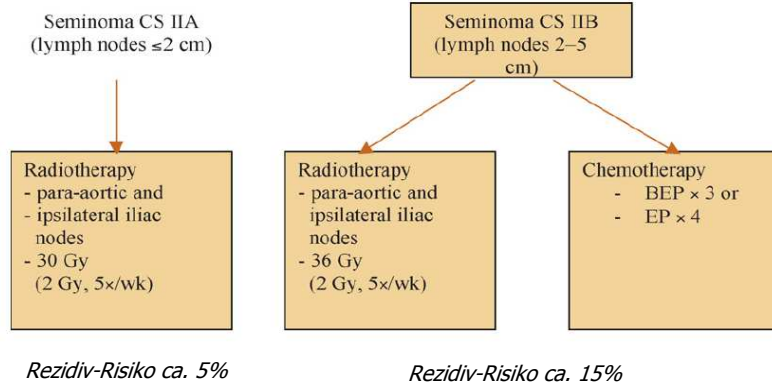 Seminoma CS IIA
(lymph nodes ≤2 cm)
Seminoma CS IIB
(lymph nodes 2–5
cm)
Radiotherapy
- para-aortic and
- ipsilateral iliac
nodes
- 30 Gy
(2 Gy, 5×/wk)
Radiotherapy
- para-aortic and
ipsilateral iliac
nodes
- 36 Gy
(2 Gy, 5×/wk)
Chemotherapy
- BEP × 3 or
- EP × 4
Rezidiv-Risiko ca. 5%
Rezidiv-Risiko ca. 15%